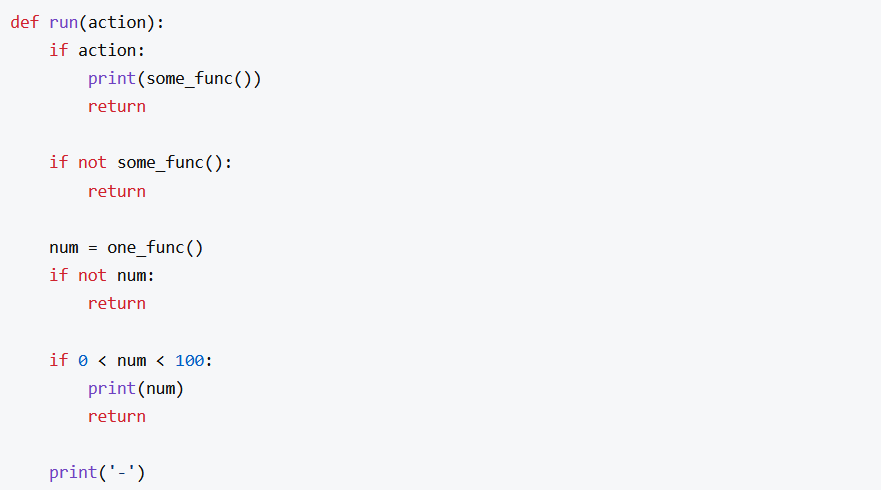 def run(action):
    if action:
        print(some_func())
        return

    if not some_func():
        return

    num = one_func()
    if not num:
        return

    if 0 < num < 100:
        print(num)
        return

    print('-')